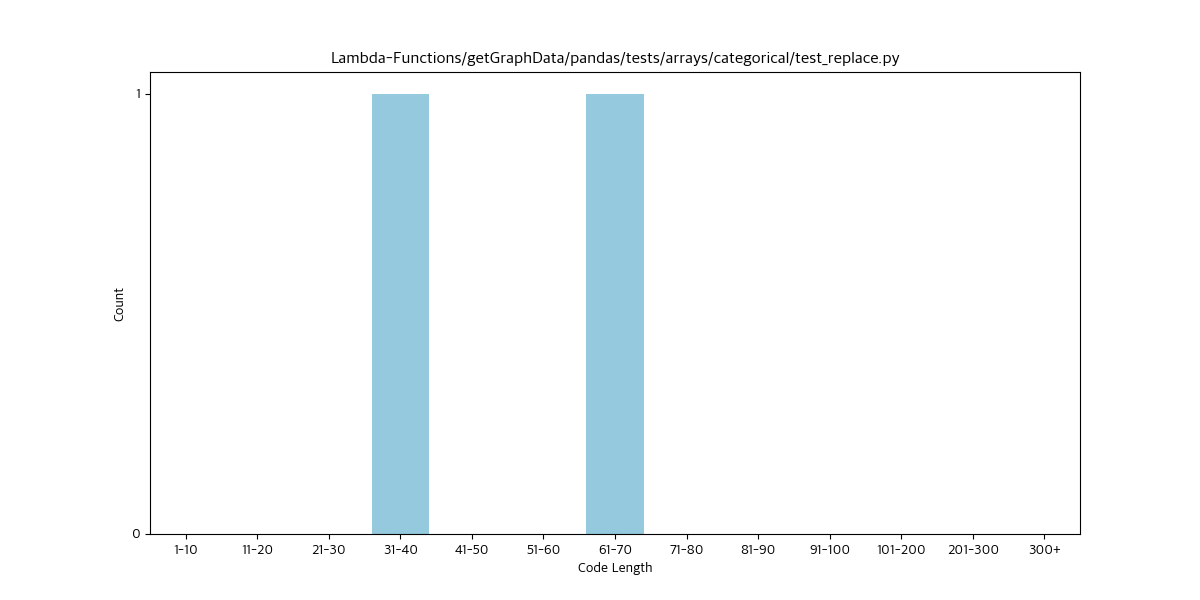 Lambda-Functions/getGraphData/pandas/tests/arrays/categorical/test_replace.py
1
Count
0
1-10 11-20 21-30 31-40 41-50 51-60 61-70 71-80 81-90 91-100 101-200 201-300 300+
Code Length